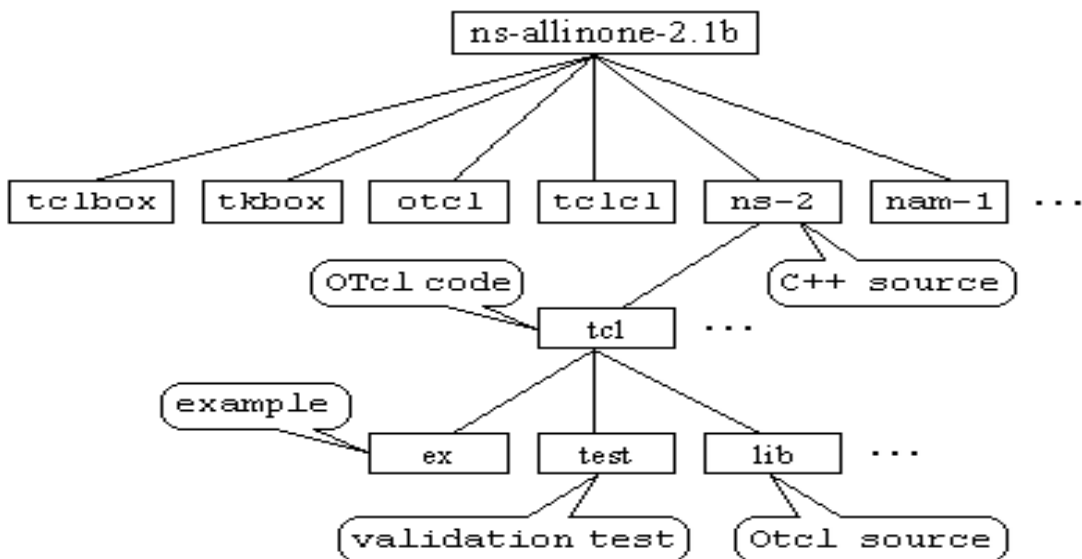 ns-allinone-2.1b
tclbox
tkbox
otcl
tclcl
ns-2
nam-1
...
OTcl code
C++ source
tcl
...
example
ex
test
lib
...
validation test
Otcl source